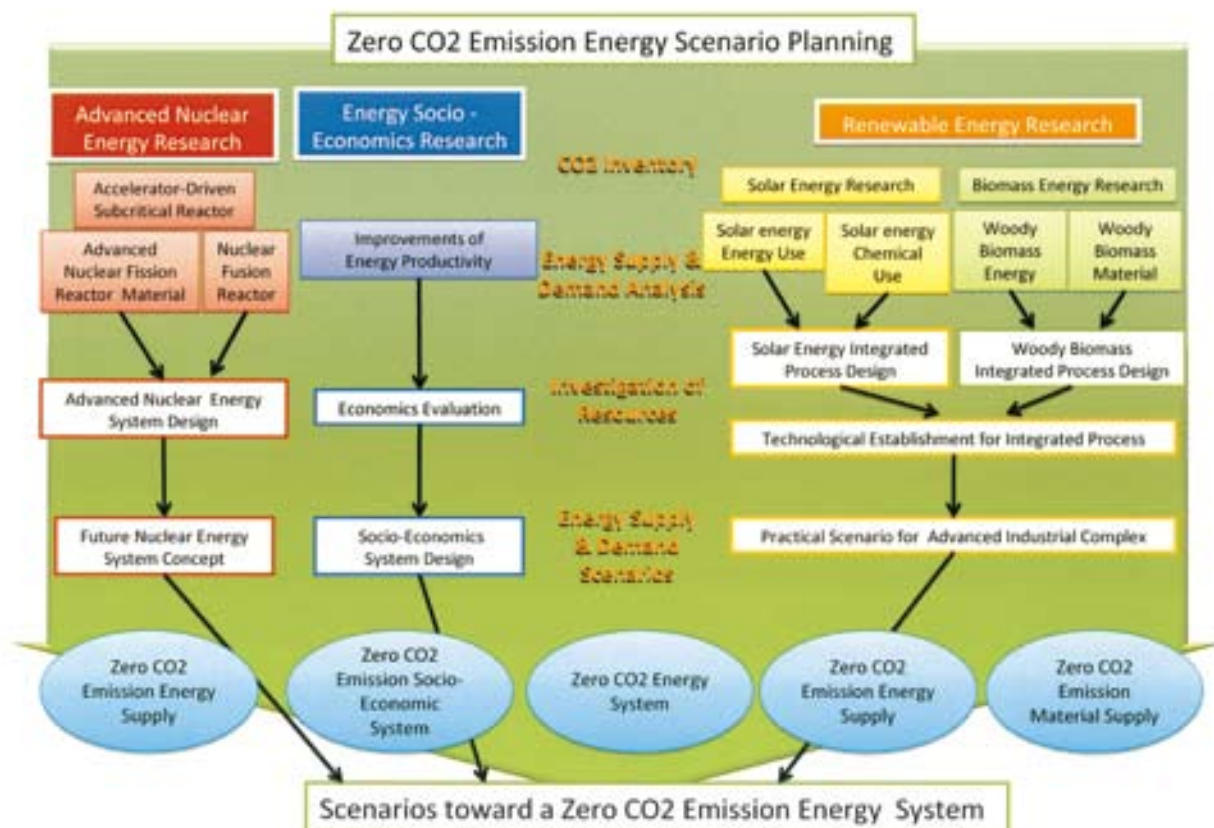 Zero CO2 Emission Energy Scenario Planning
Advanced Nuclear
Energy Research
Accelerator-Driven
Subcritical Reactor
Advanced
Nuclear Fission
Reactor Material
Nuclear
Fusion
Reactor
Advanced Nuclear Energy
System Design
Future Nuclear Energy
System Concept
Energy Socio -
Economics Research
Improvements of
Energy Productivity
Economics Evaluation
Socio-Economics
System Design
CO2 Inventory
Energy Supply &
Demand Analysis
Investigation of
Resources
Energy Supply
& Demand
Scenarios
Renewable Energy Research
Solar Energy Research
Solar energy
Energy Use
Solar energy
Chemical
Use
Biomass Energy Research
Woody
Biomass
Energy
Woody
Biomass
Material
Solar Energy Integrated
Process Design
Woody Biomass
Integrated Process Design
Technological Establishment for Integrated Process
Practical Scenario for Advanced Industrial Complex
Zero CO2
Emission Energy
Supply
Zero CO2
Emission Socio-
Economic
System
Zero CO2 Energy
System
Zero CO2
Emission Energy
Supply
Zero CO2
Emission
Material Supply
Scenarios toward a Zero CO2 Emission Energy System